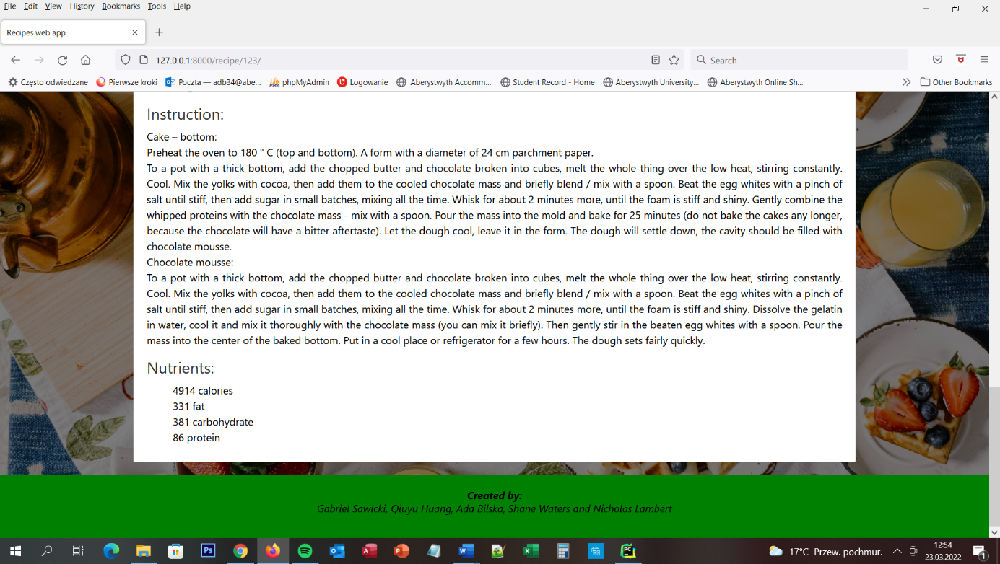 File Edit View History Bookmarks Tools Help
Recipes web app
127.0.0.1:8000/recipe/123/
Search
Często odwiedzane Pierwsze kroki Poczta — adb34@abe... phpMyAdmin Logowanie Aberystwyth Accomm... Student Record - Home Aberystwyth University... Aberystwyth Online Sh... Other Bookmarks
Instruction:
Cake – bottom:
Preheat the oven to 180 ° C (top and bottom). A form with a diameter of 24 cm parchment paper.
To a pot with a thick bottom, add the chopped butter and chocolate broken into cubes, melt the whole thing over the low heat, stirring constantly.
Cool. Mix the yolks with cocoa, then add them to the cooled chocolate mass and briefly blend / mix with a spoon. Beat the egg whites with a pinch of
salt until stiff, then add sugar in small batches, mixing all the time. Whisk for about 2 minutes more, until the foam is stiff and shiny. Gently combine the
whipped proteins with the chocolate mass - mix with a spoon. Pour the mass into the mold and bake for 25 minutes (do not bake the cakes any longer,
because the chocolate will have a bitter aftertaste). Let the dough cool, leave it in the form. The dough will settle down, the cavity should be filled with
chocolate mousse.
Chocolate mousse:
To a pot with a thick bottom, add the chopped butter and chocolate broken into cubes, melt the whole thing over the low heat, stirring constantly.
Cool. Mix the yolks with cocoa, then add them to the cooled chocolate mass and briefly blend / mix with a spoon. Beat the egg whites with a pinch of
salt until stiff, then add sugar in small batches, mixing all the time. Whisk for about 2 minutes more, until the foam is stiff and shiny. Dissolve the gelatin
in water, cool it and mix it thoroughly with the chocolate mass (you can mix it briefly). Then gently stir in the beaten egg whites with a spoon. Pour the
mass into the center of the baked bottom. Put in a cool place or refrigerator for a few hours. The dough sets fairly quickly.
Nutrients:
4914 calories
331 fat
381 carbohydrate
86 protein
Created by:
Gabriel Sawicki, Qiuyu Huang, Ada Bilska, Shane Waters and Nicholas Lambert
17°C Przew. pochmur.
12:54
23.03.2022
1